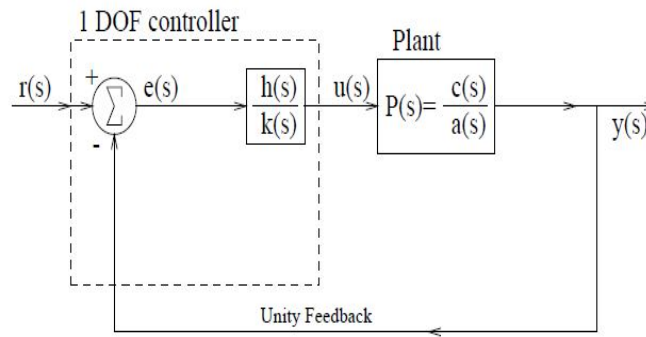 1 DOF controller
Plant
r(s)
+
Σ
-
e(s)
h(s)
k(s)
u(s)
P(s)= c(s)
a(s)
y(s)
Unity Feedback